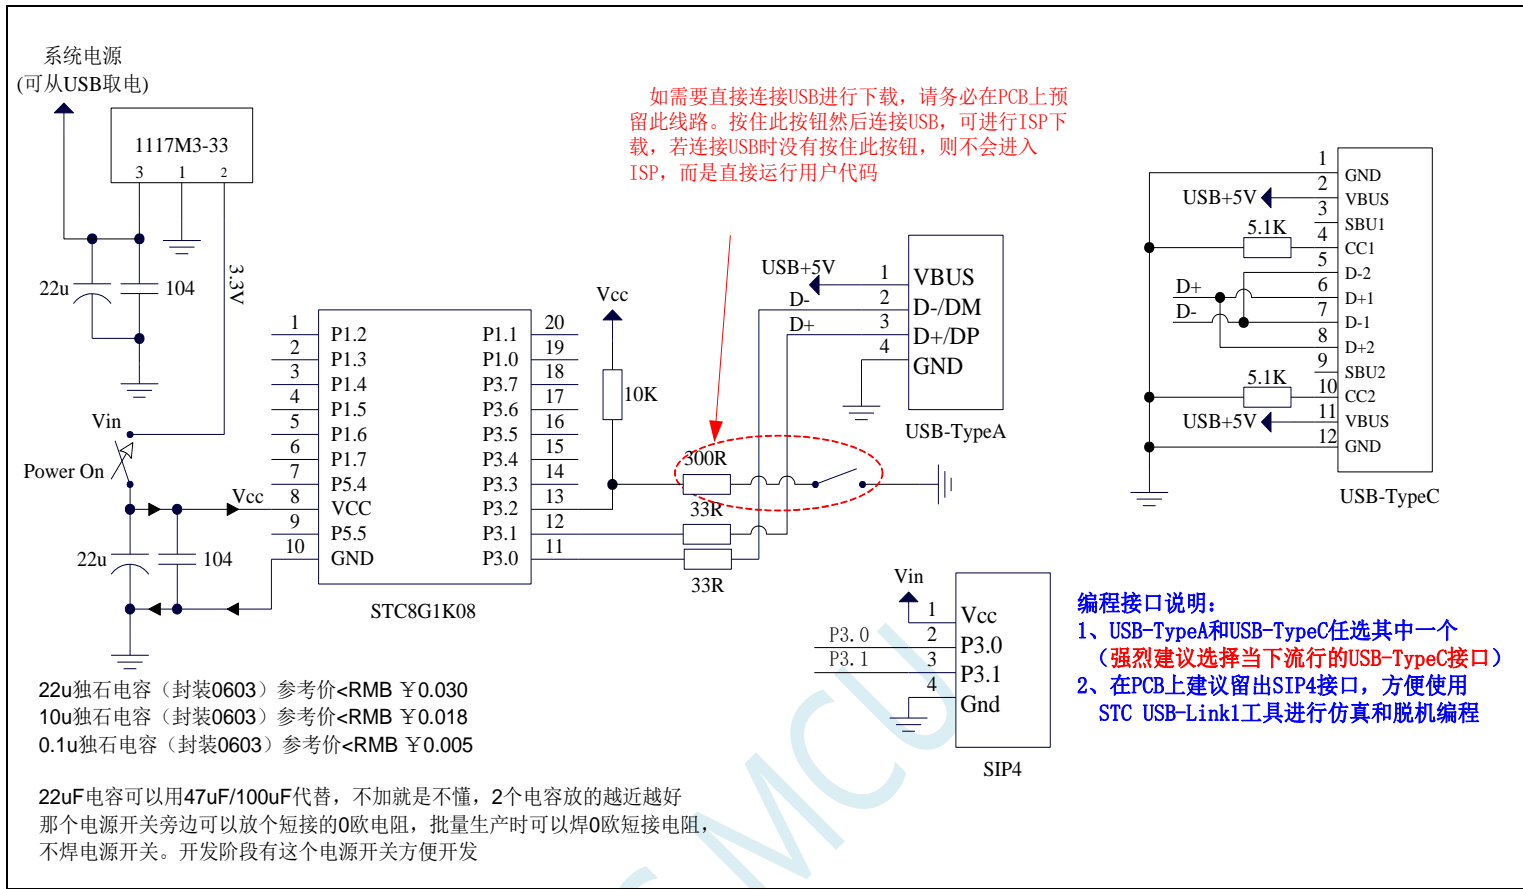 系统电源
(可从USB取电)
1117M3-33
3 1 2
22u
104
3.3V
Vin
Power On
Vcc
22u
104
1 P1.2
2 P1.3
3 P1.4
4 P1.5
5 P1.6
6 P1.7
7 P5.4
8 VCC
9 P5.5
10 GND
P1.1 20
P1.0 19
P3.7 18
P3.6 17
P3.5 16
P3.4 15
P3.3 14
P3.2 13
P3.1 12
P3.0 11
STC8G1K08
Vcc
10K
300R
33R
33R
如需要直接连接USB进行下载，请务必在PCB上预
留此线路。按住此按钮然后连接USB，可进行ISP下
载，若连接USB时没有按住此按钮，则不会进入
ISP，而是直接运行用户代码
USB+5V
D-
D+
1 VBUS
2 D-/DM
3 D+/DP
4 GND
USB-TypeA
Vin
P3.0
P3.1
1 Vcc
2 P3.0
3 P3.1
4 Gnd
SIP4
USB+5V
5.1K
D+
D-
5.1K
USB+5V
1 GND
2 VBUS
3 SBU1
4 CC1
5 D-2
6 D+1
7 D-1
8 D+2
9 SBU2
10 CC2
11 VBUS
12 GND
USB-TypeC
编程接口说明：
1、USB-TypeA和USB-TypeC任选其中一个
（强烈建议选择当下流行的USB-TypeC接口）
2、在PCB上建议留出SIP4接口，方便使用
STC USB-Link1工具进行仿真和脱机编程
22u独石电容（封装0603）参考价<RMB ￥0.030
10u独石电容（封装0603）参考价<RMB ￥0.018
0.1u独石电容（封装0603）参考价<RMB ￥0.005
22uF电容可以用47uF/100uF代替，不加就是不懂，2个电容放的越近越好
那个电源开关旁边可以放个短接的0欧电阻，批量生产时可以焊0欧短接电阻，
不焊电源开关。开发阶段有这个电源开关方便开发
MCU